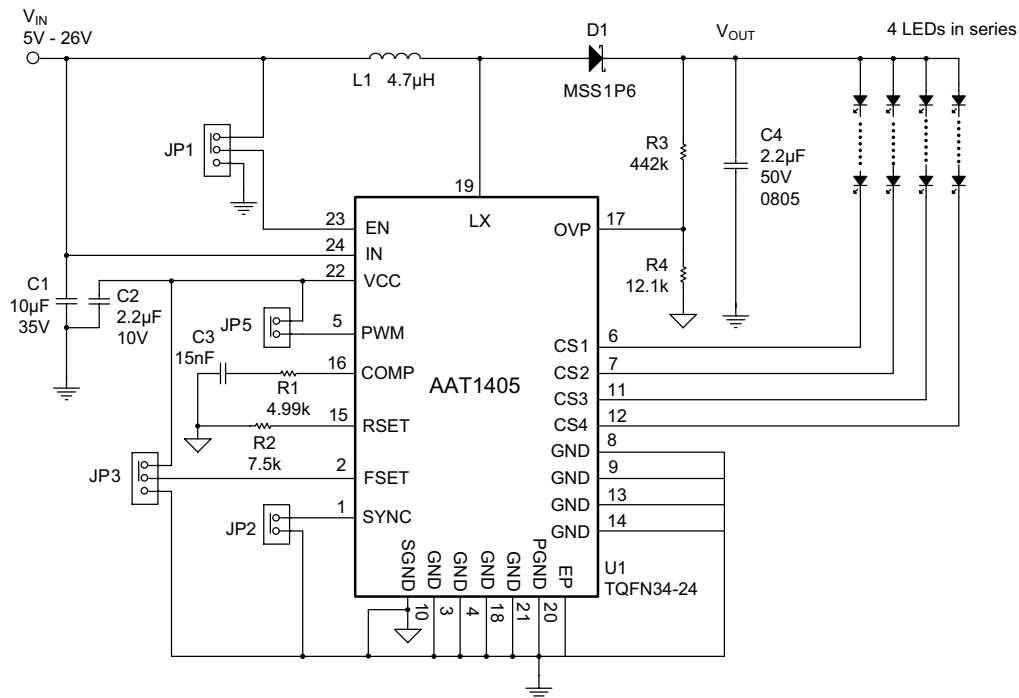 V_IN
5V - 26V
L1 4.7µH
D1
MSS1P6
V_OUT
4 LEDs in series
JP1
R3
442k
C4
2.2µF
50V
0805
19
LX
23
EN
17
OVP
24
IN
22
VCC
C1
10µF
35V
C2
2.2µF
10V
R4
12.1k
JP5
5
PWM
C3
15nF
16
COMP
R1
4.99k
AAT1405
CS1
6
CS2
7
CS3
11
CS4
12
15
RSET
R2
7.5k
GND
8
GND
9
GND
13
GND
14
JP3
2
FSET
JP2
1
SYNC
SGND
GND
GND
GND
GND
PGND
EP
10
3
4
18
21
20
U1
TQFN34-24